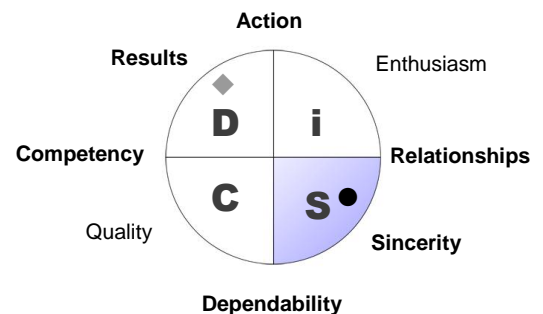 Action
Results
Enthusiasm
D
i
Competency
Relationships
C
S
Quality
Sincerity
Dependability